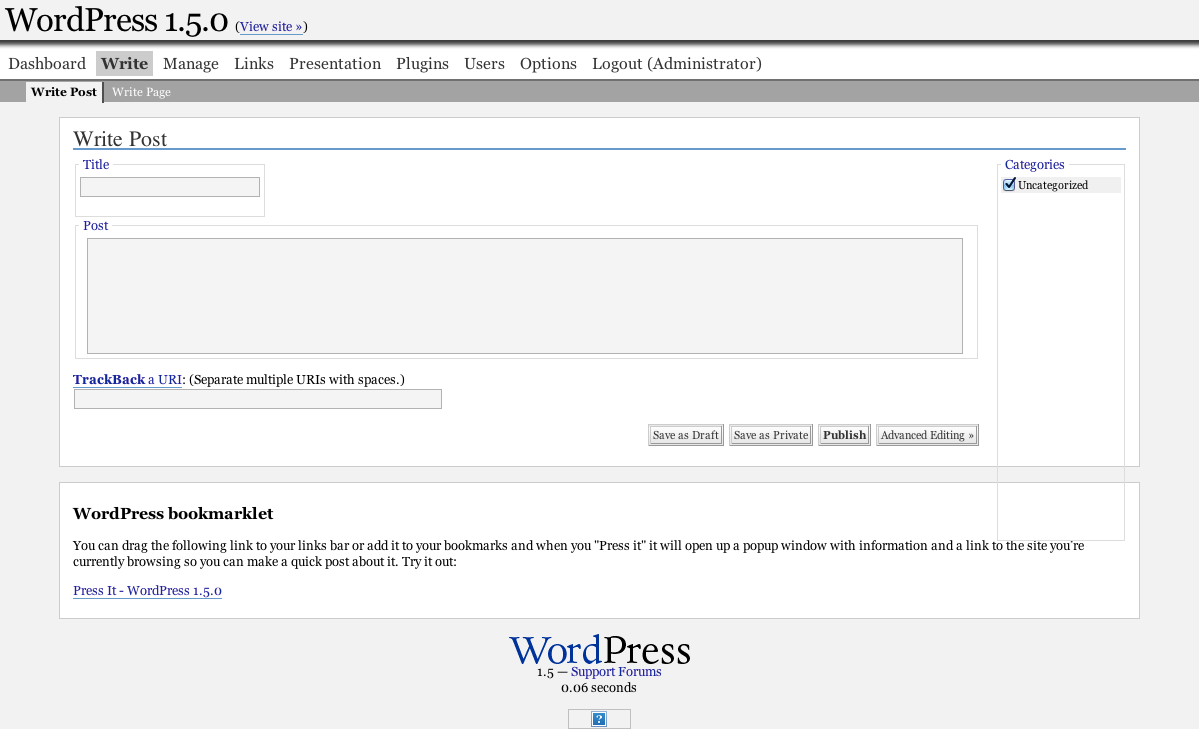 WordPress 1.5.0 (View site »)
Dashboard Write Manage Links Presentation Plugins Users Options Logout (Administrator)
Write Post Write Page
Write Post
Title
Categories
Uncategorized
Post
TrackBack a URI: (Separate multiple URIs with spaces.)
Save as Draft Save as Private Publish Advanced Editing »
WordPress bookmarklet
You can drag the following link to your links bar or add it to your bookmarks and when you "Press it" it will open up a popup window with information and a link to the site you're
currently browsing so you can make a quick post about it. Try it out:
Press It - WordPress 1.5.0
WordPress
1.5 — Support Forums
0.06 seconds
?